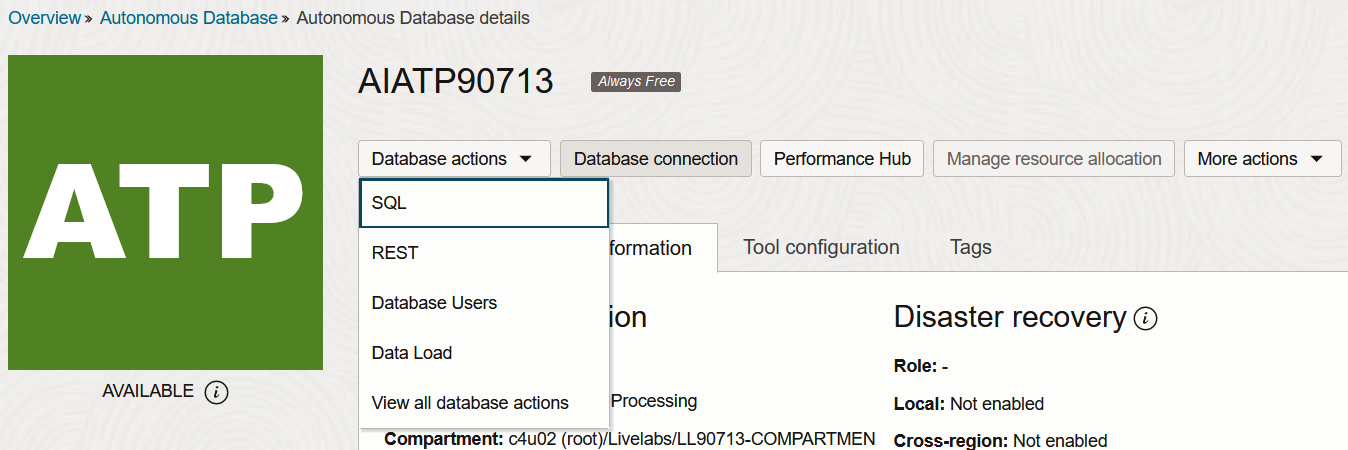 Overview » Autonomous Database » Autonomous Database details
ATP
AVAILABLE
AIATP90713 Always Free
Database actions Database connection Performance Hub Manage resource allocation More actions
SQL
REST
Database Users
Data Load
View all database actions
formation Tool configuration Tags
ion
Processing
Compartment: c4u02 (root)/Livelabs/LL90713-COMPARTMEN
Disaster recovery
Role: -
Local: Not enabled
Cross-region: Not enabled